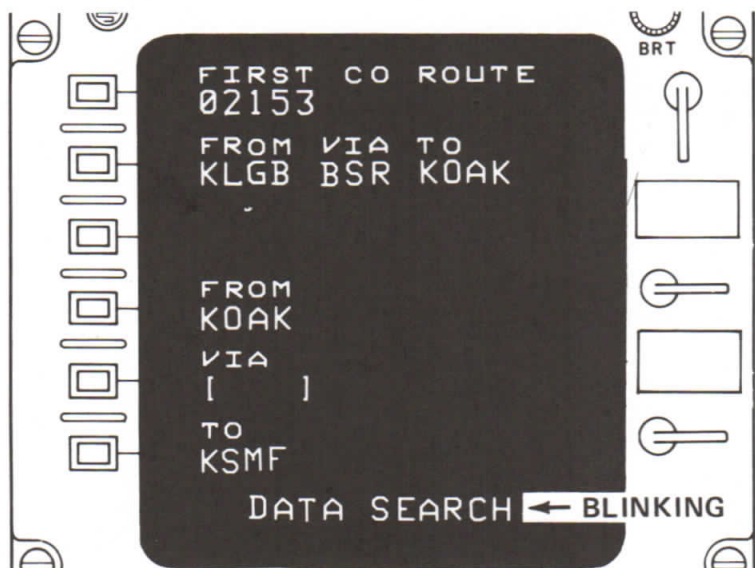 BRT
FIRST CO ROUTE
02153
FROM VIA TO
KLGB BSR KOAK
FROM
KOAK
VIA
[ ]
TO
KSMF
DATA SEARCH ← BLINKING